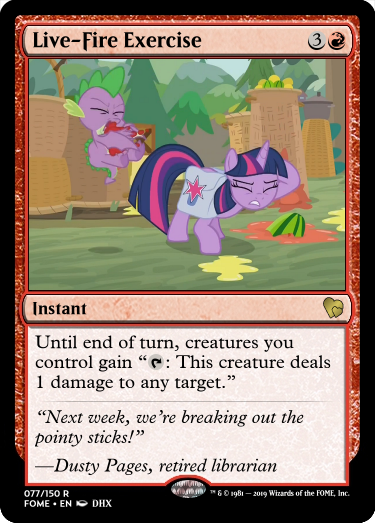 Live-Fire Exercise 3
Instant
Until end of turn, creatures you
control gain “: This creature deals
1 damage to any target.”
“Next week, we’re breaking out the
pointy sticks!”
—Dusty Pages, retired librarian
077/150 R
FOME • EN DHX
™ & © 1981 — 2019 Wizards of the FOME, Inc.